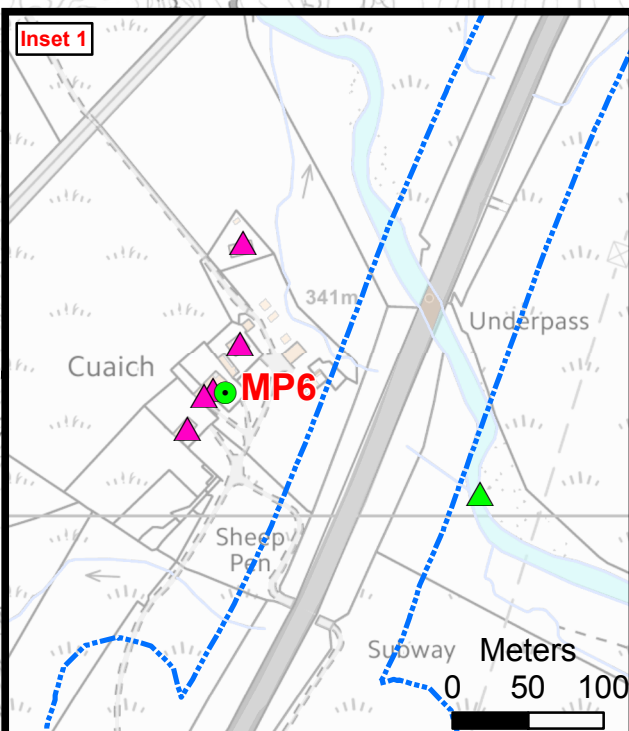 Inset 1
341m
Underpass
Cuaich
MP6
Sheep
Pen
Subway
Meters
0 50 100